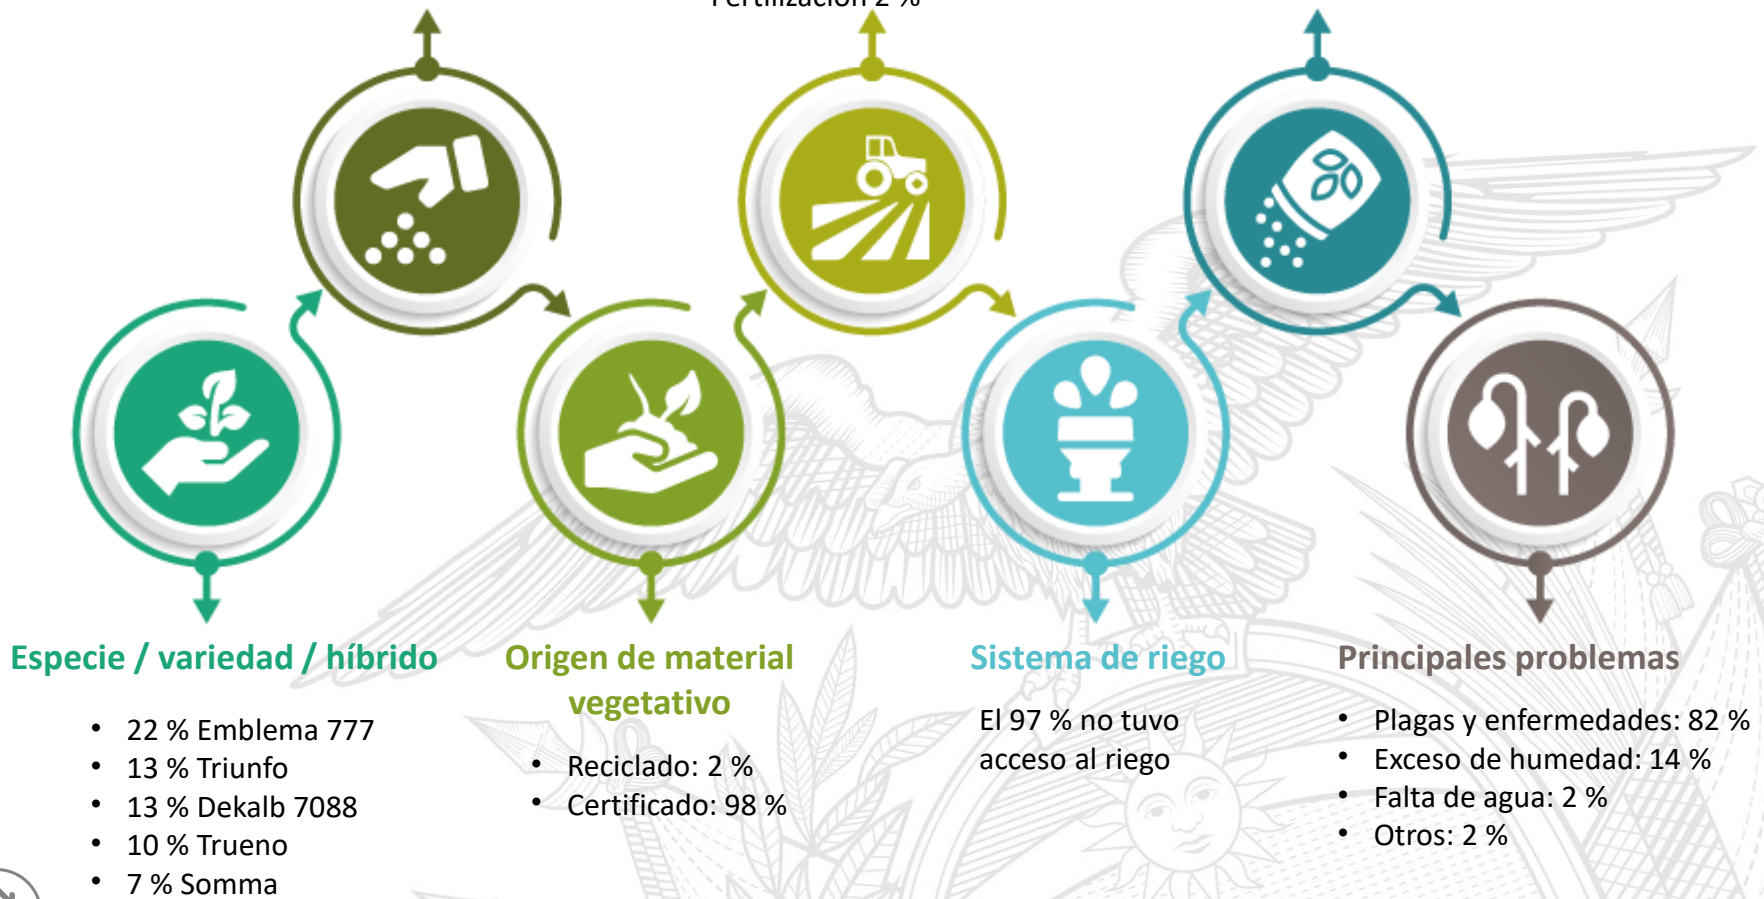 Fertilización 2 %
Especie / variedad / híbrido
• 22 % Emblema 777
• 13 % Triunfo
• 13 % Dekalb 7088
• 10 % Trueno
• 7 % Somma
Origen de material
vegetativo
• Reciclado: 2 %
• Certificado: 98 %
Sistema de riego
El 97 % no tuvo
acceso al riego
Principales problemas
• Plagas y enfermedades: 82 %
• Exceso de humedad: 14 %
• Falta de agua: 2 %
• Otros: 2 %